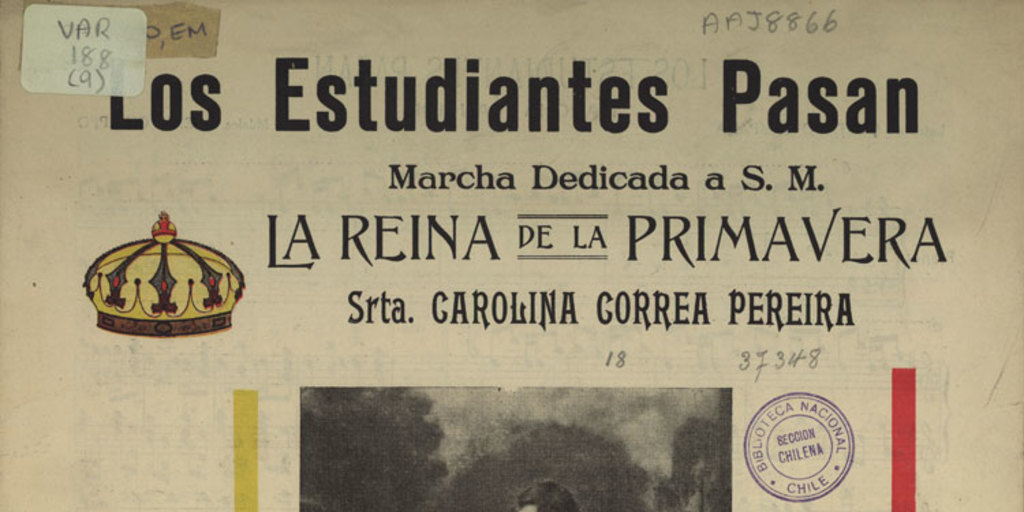 VAR
188
(9)
O, EM
AAJ8866
Los Estudiantes Pasan
Marcha Dedicada a S. M.
LA REINA DE LA PRIMAVERA
Srta. CAROLINA CORREA PEREIRA
18 37348
BIBLIOTECA NACIONAL
SECCION
CHILENA
CHILE